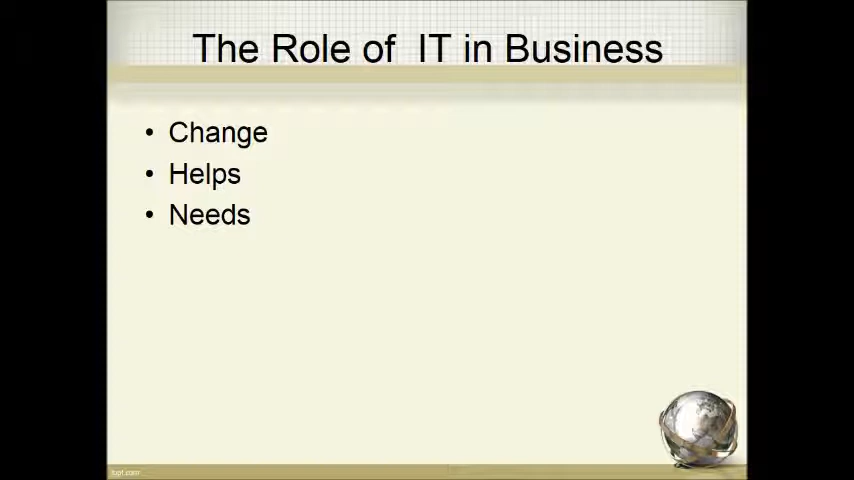 The Role of  IT in Business
• Change
• Helps
• Needs